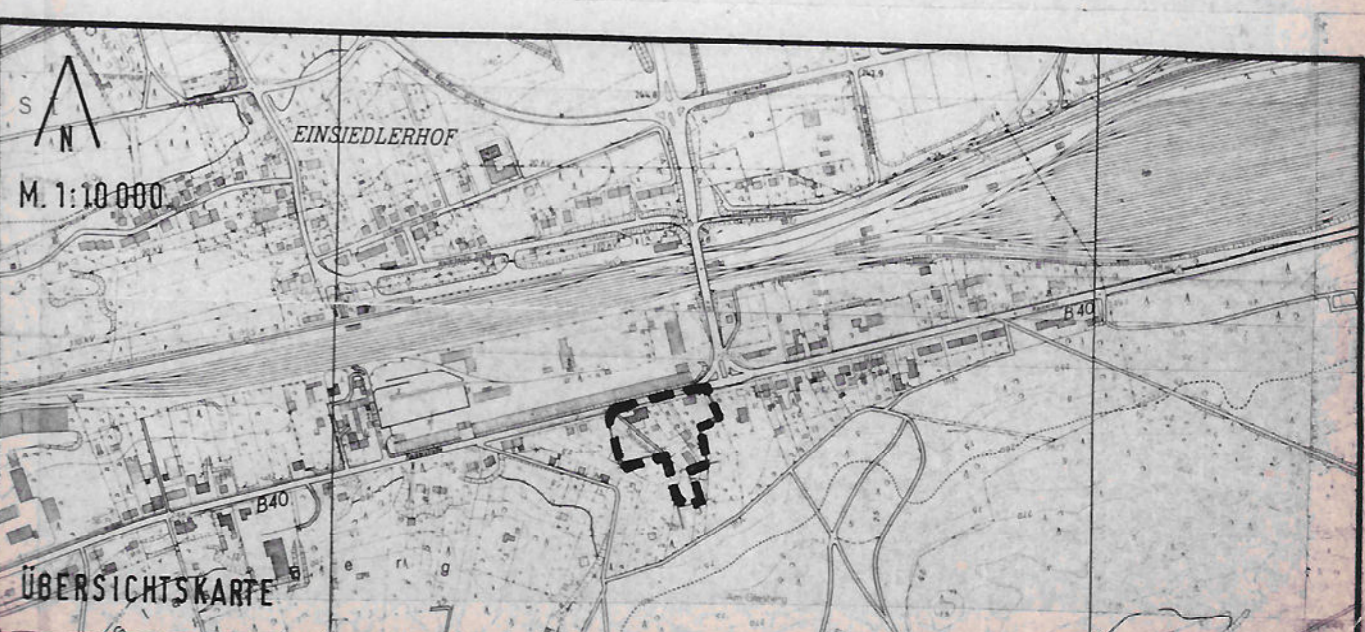 S
N
EINSIEDLERHOF
M. 1:10 000
B40
B40
ÜBERSICHTSKARTE
B e r g